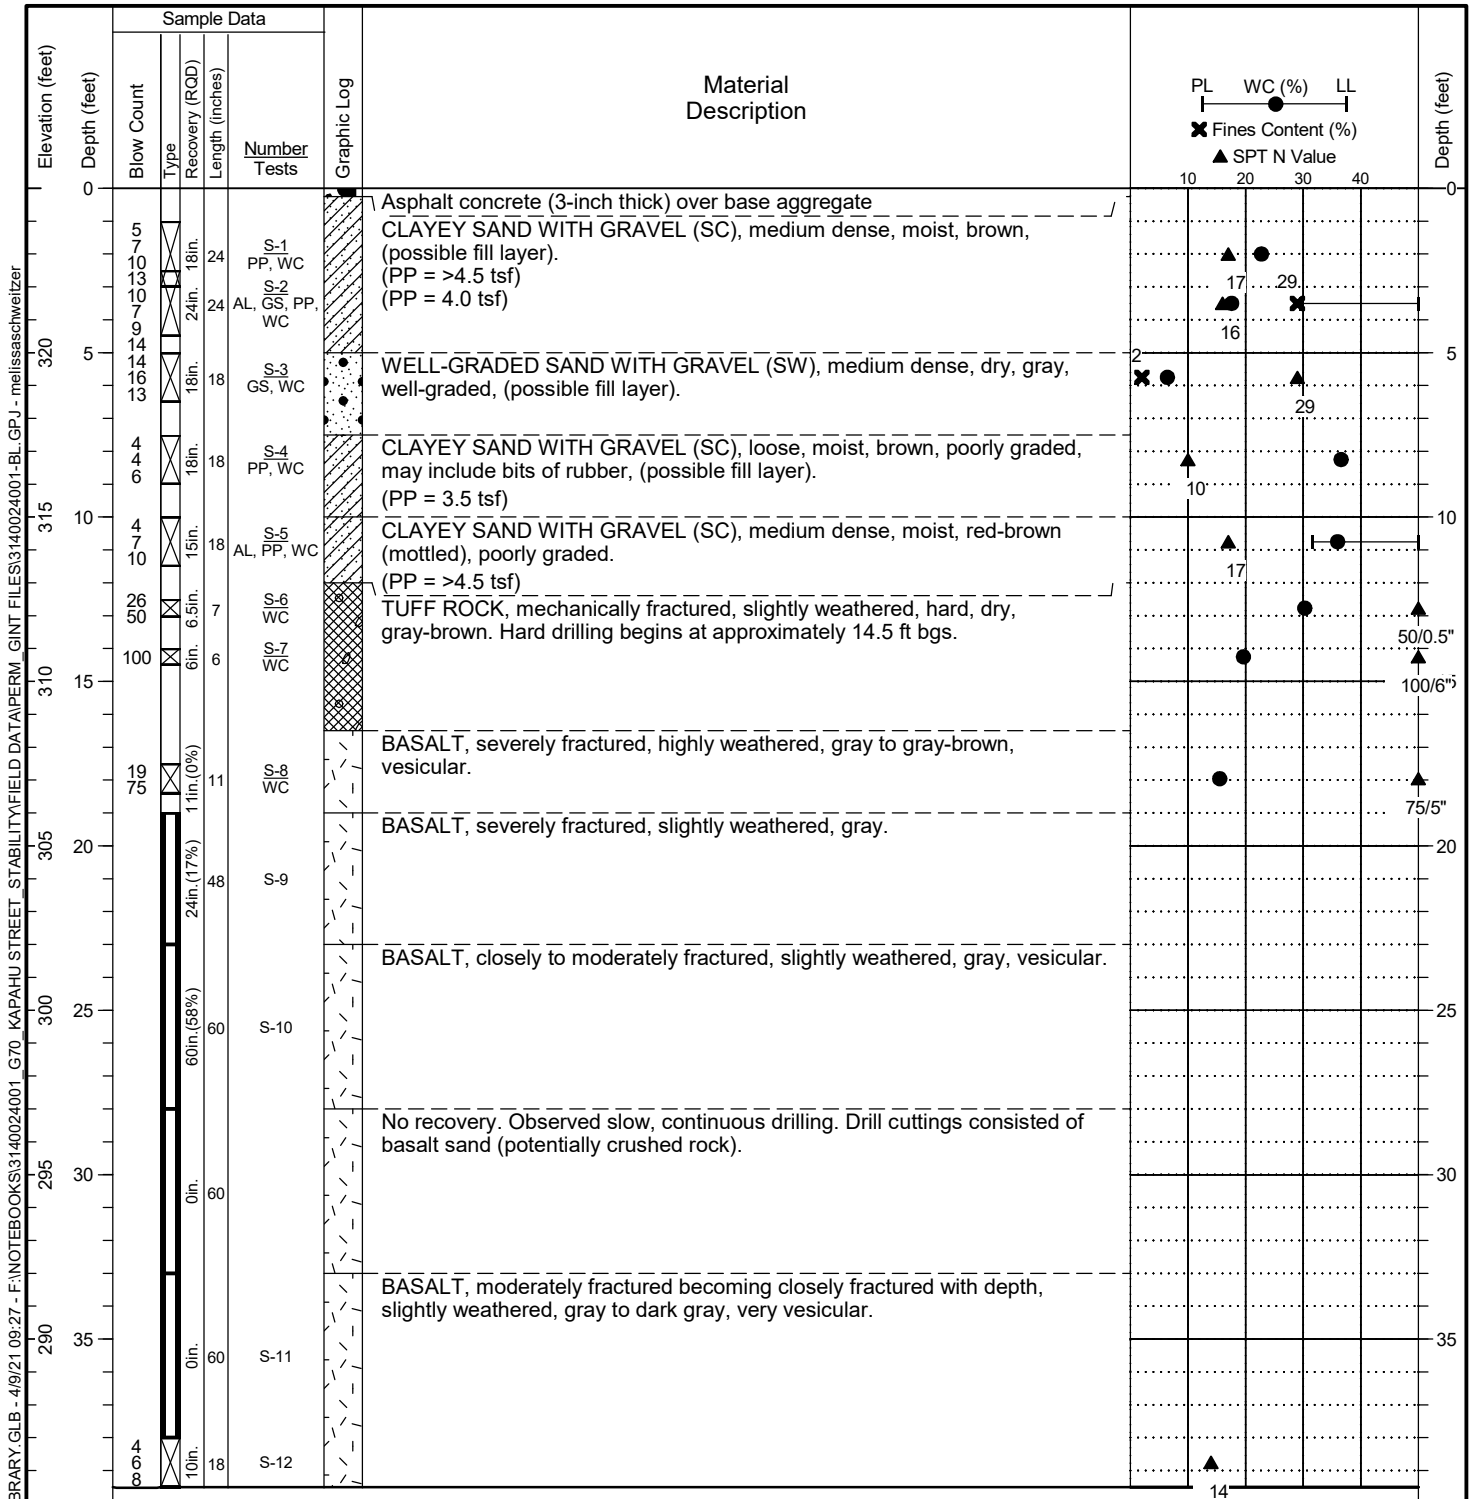 Sample Data
Elevation (feet)
Depth (feet)
Blow Count
Type
Recovery (RQD)
Length (inches)
Number
Tests
Graphic Log
Material
Description
PL WC (%) LL
Fines Content (%)
SPT N Value
10 20 30 40
Depth (feet)
0
0
Asphalt concrete (3-inch thick) over base aggregate
5
7
10
13
18in.
24
S-1
PP, WC
CLAYEY SAND WITH GRAVEL (SC), medium dense, moist, brown,
(possible fill layer).
(PP = >4.5 tsf)
(PP = 4.0 tsf)
17
29
10
7
9
14
24in.
24
S-2
AL, GS, PP,
WC
16
320
5
5
14
16
13
18in.
18
S-3
GS, WC
WELL-GRADED SAND WITH GRAVEL (SW), medium dense, dry, gray,
well-graded, (possible fill layer).
2
29
4
4
6
18in.
18
S-4
PP, WC
CLAYEY SAND WITH GRAVEL (SC), loose, moist, brown, poorly graded,
may include bits of rubber, (possible fill layer).
(PP = 3.5 tsf)
10
315
10
10
4
7
10
15in.
18
S-5
AL, PP, WC
CLAYEY SAND WITH GRAVEL (SC), medium dense, moist, red-brown
(mottled), poorly graded.
(PP = >4.5 tsf)
17
26
50
6.5in.
7
S-6
WC
TUFF ROCK, mechanically fractured, slightly weathered, hard, dry,
gray-brown. Hard drilling begins at approximately 14.5 ft bgs.
50/0.5"
100
6in.
6
S-7
WC
310
15
100/6"
19
75
11in.(0%)
11
S-8
WC
BASALT, severely fractured, highly weathered, gray to gray-brown,
vesicular.
75/5"
305
20
20
24in.(17%)
48
S-9
BASALT, severely fractured, slightly weathered, gray.
300
25
25
60in.(58%)
60
S-10
BASALT, closely to moderately fractured, slightly weathered, gray, vesicular.
295
30
30
0in.
60
No recovery. Observed slow, continuous drilling. Drill cuttings consisted of
basalt sand (potentially crushed rock).
290
35
35
0in.
60
S-11
BASALT, moderately fractured becoming closely fractured with depth,
slightly weathered, gray to dark gray, very vesicular.
4
6
8
10in.
18
S-12
14
BRARY.GLB - 4/9/21 09:27 - F:\NOTEBOOKS\3140024001_G70_KAPAHU STREET_STABILITY\FIELD DATA\PERM_GINT FILES\3140024001-BL.GPJ - melissaschweitzer